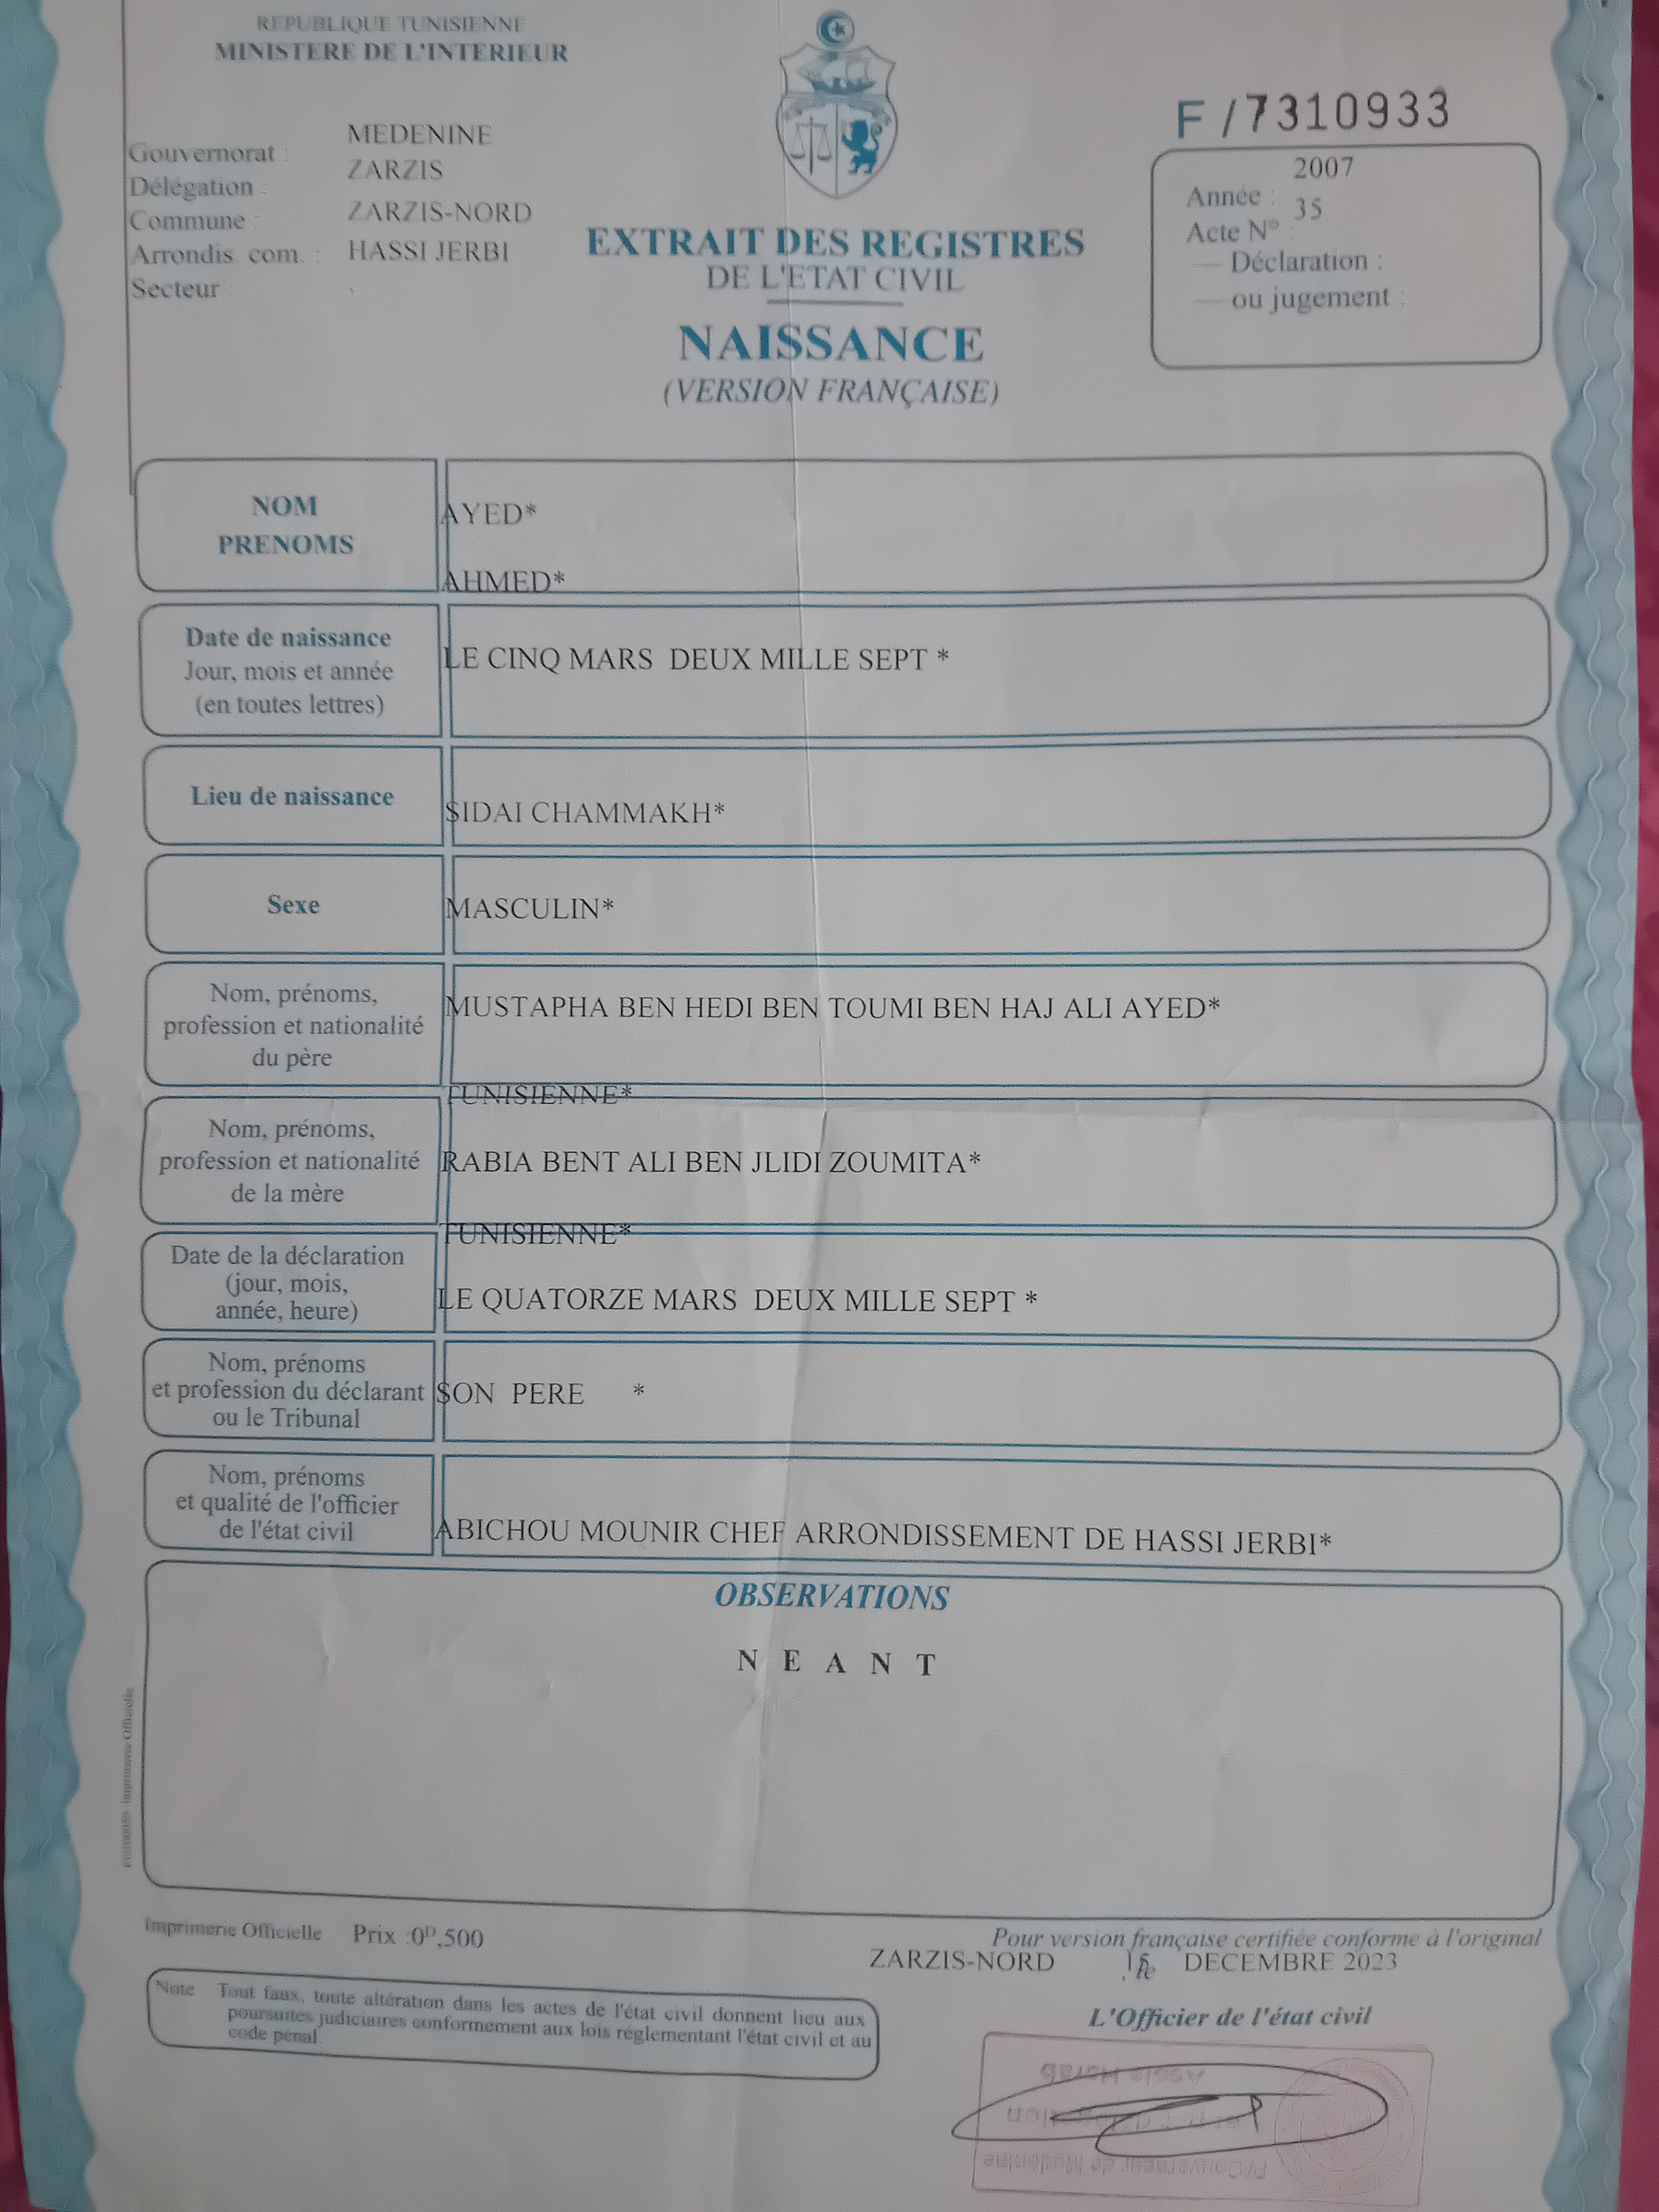 REPUBLIQUE TUNISIENNE
MINISTERE DE L'INTERIEUR
Gouvernorat : MEDENINE
Délégation : ZARZIS
Commune : ZARZIS-NORD
Arrondis. com. : HASSI JERBI
Secteur :
F / 7310933
2007
Année :
35
Acte N° :
— Déclaration :
— ou jugement :
EXTRAIT DES REGISTRES
DE L'ETAT CIVIL
NAISSANCE
(VERSION FRANÇAISE)
NOM
PRENOMS
AYED*
AHMED*
Date de naissance
Jour, mois et année
(en toutes lettres)
LE CINQ MARS DEUX MILLE SEPT *
Lieu de naissance
SIDAI CHAMMAKH*
Sexe
MASCULIN*
Nom, prénoms,
profession et nationalité
du père
MUSTAPHA BEN HEDI BEN TOUMI BEN HAJ ALI AYED*
TUNISIENNE*
Nom, prénoms,
profession et nationalité
de la mère
RABIA BENT ALI BEN JLIDI ZOUMITA*
TUNISIENNE*
Date de la déclaration
(jour, mois,
année, heure)
LE QUATORZE MARS DEUX MILLE SEPT *
Nom, prénoms
et profession du déclarant
ou le Tribunal
SON PERE *
Nom, prénoms
et qualité de l'officier
de l'état civil
ABICHOU MOUNIR CHEF ARRONDISSEMENT DE HASSI JERBI*
OBSERVATIONS
N E A N T
Imprimerie Officielle
Imprimerie Officielle Prix :0D,500
Pour version française certifiée conforme à l'original
ZARZIS-NORD le DECEMBRE 2023
L'Officier de l'état civil
Note : Tout faux, toute altération dans les actes de l'état civil donnent lieu aux
poursuites judiciaires conformement aux lois réglementant l'état civil et au
code pénal.
P/Gouverneur de Medenine